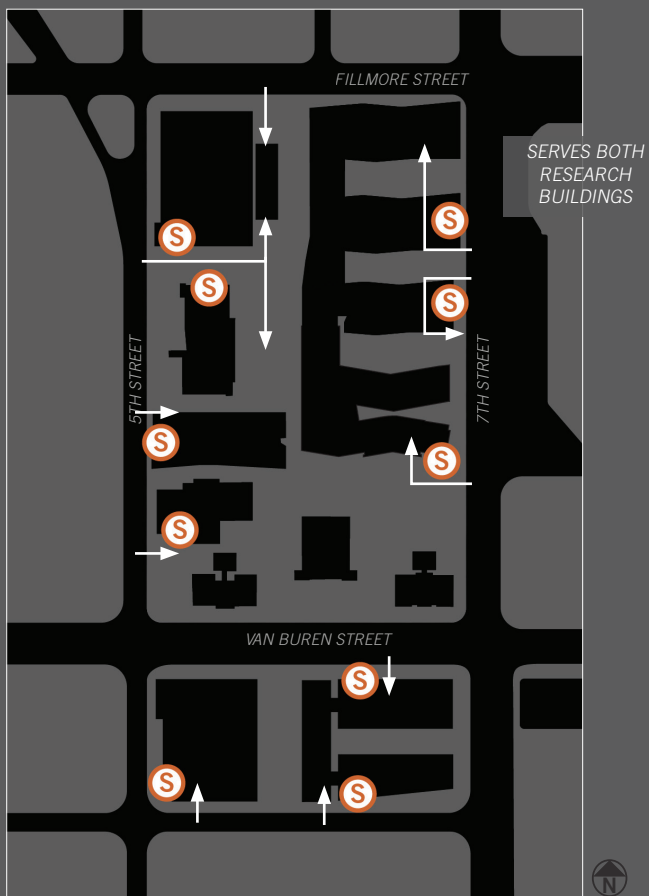 FILLMORE STREET
SERVES BOTH
RESEARCH
BUILDINGS
S
S
S
S
5TH STREET
7TH STREET
S
S
S
VAN BUREN STREET
S
S
S
N